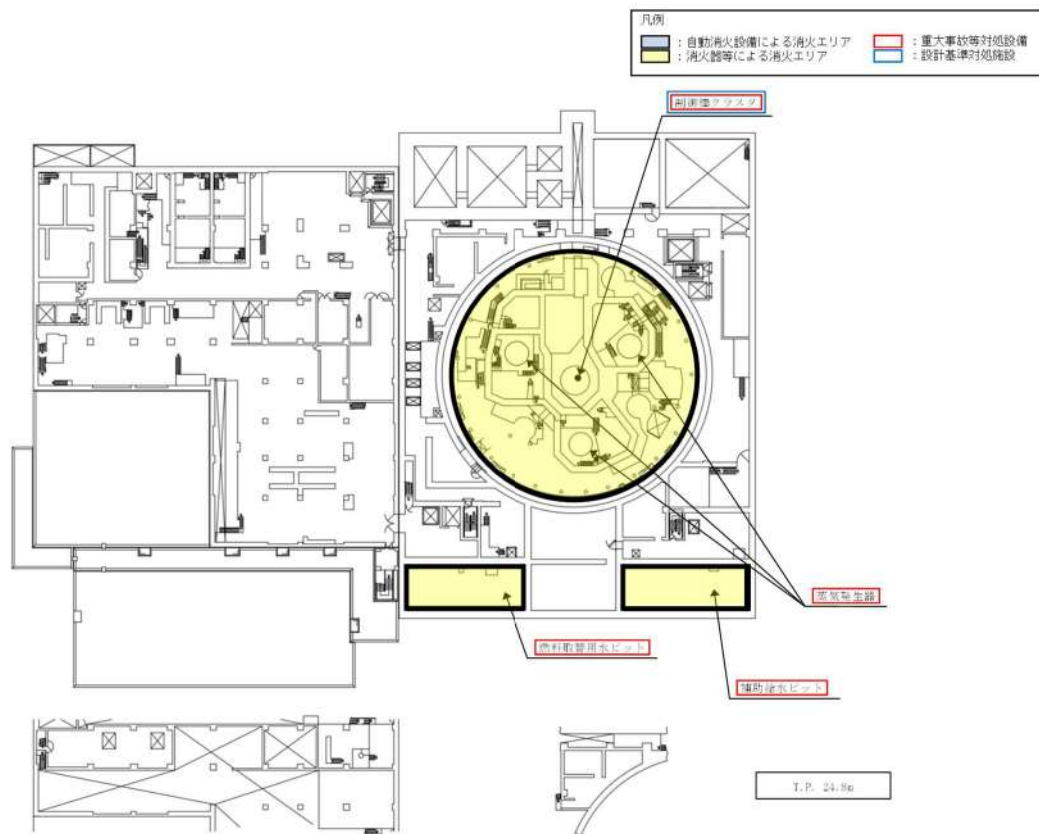 凡例
：自動消火設備による消火エリア
：消火器等による消火エリア
：重大事故等対処設備
：設計基準対処施設
制御棒クラスタ
蒸気発生器
燃料取替用水ピット
補助給水ピット
T.P. 24.8m